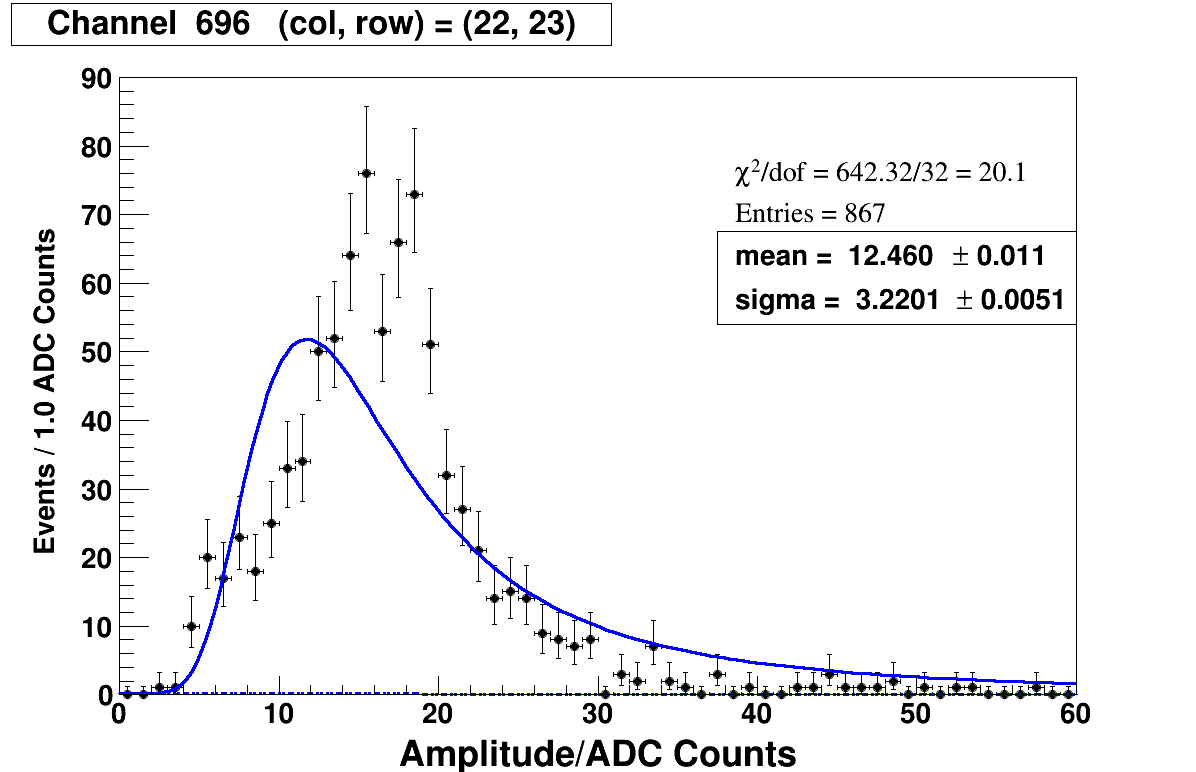 Channel 696 (col, row) = (22, 23)
χ²/dof = 642.32/32 = 20.1
Entries = 867
mean = 12.460 ± 0.011
sigma = 3.2201 ± 0.0051
Events / 1.0 ADC Counts
90
80
70
60
50
40
30
20
10
0
0 10 20 30 40 50 60
Amplitude/ADC Counts